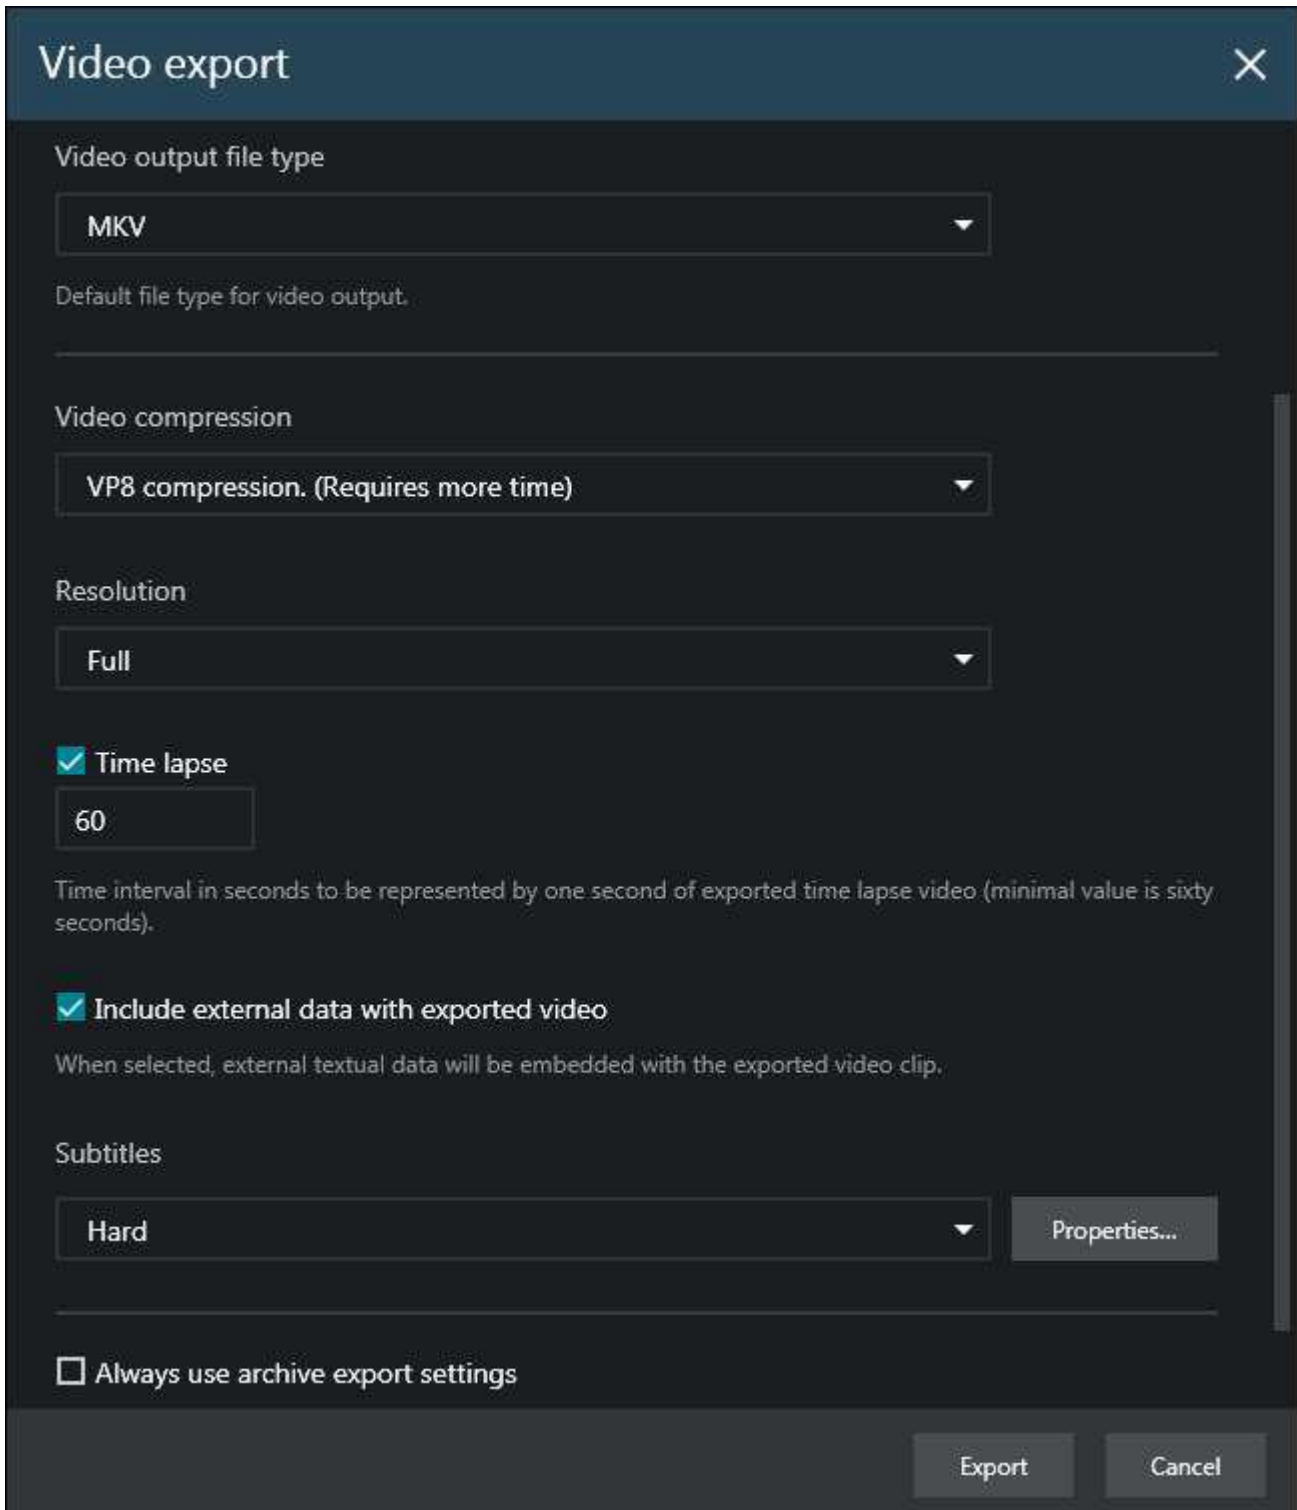 Video export
Video output file type
MKV
Default file type for video output.
Video compression
VP8 compression. (Requires more time)
Resolution
Full
Time lapse
60
Time interval in seconds to be represented by one second of exported time lapse video (minimal value is sixty
seconds).
Include external data with exported video
When selected, external textual data will be embedded with the exported video clip.
Subtitles
Hard
Properties...
Always use archive export settings
Export
Cancel